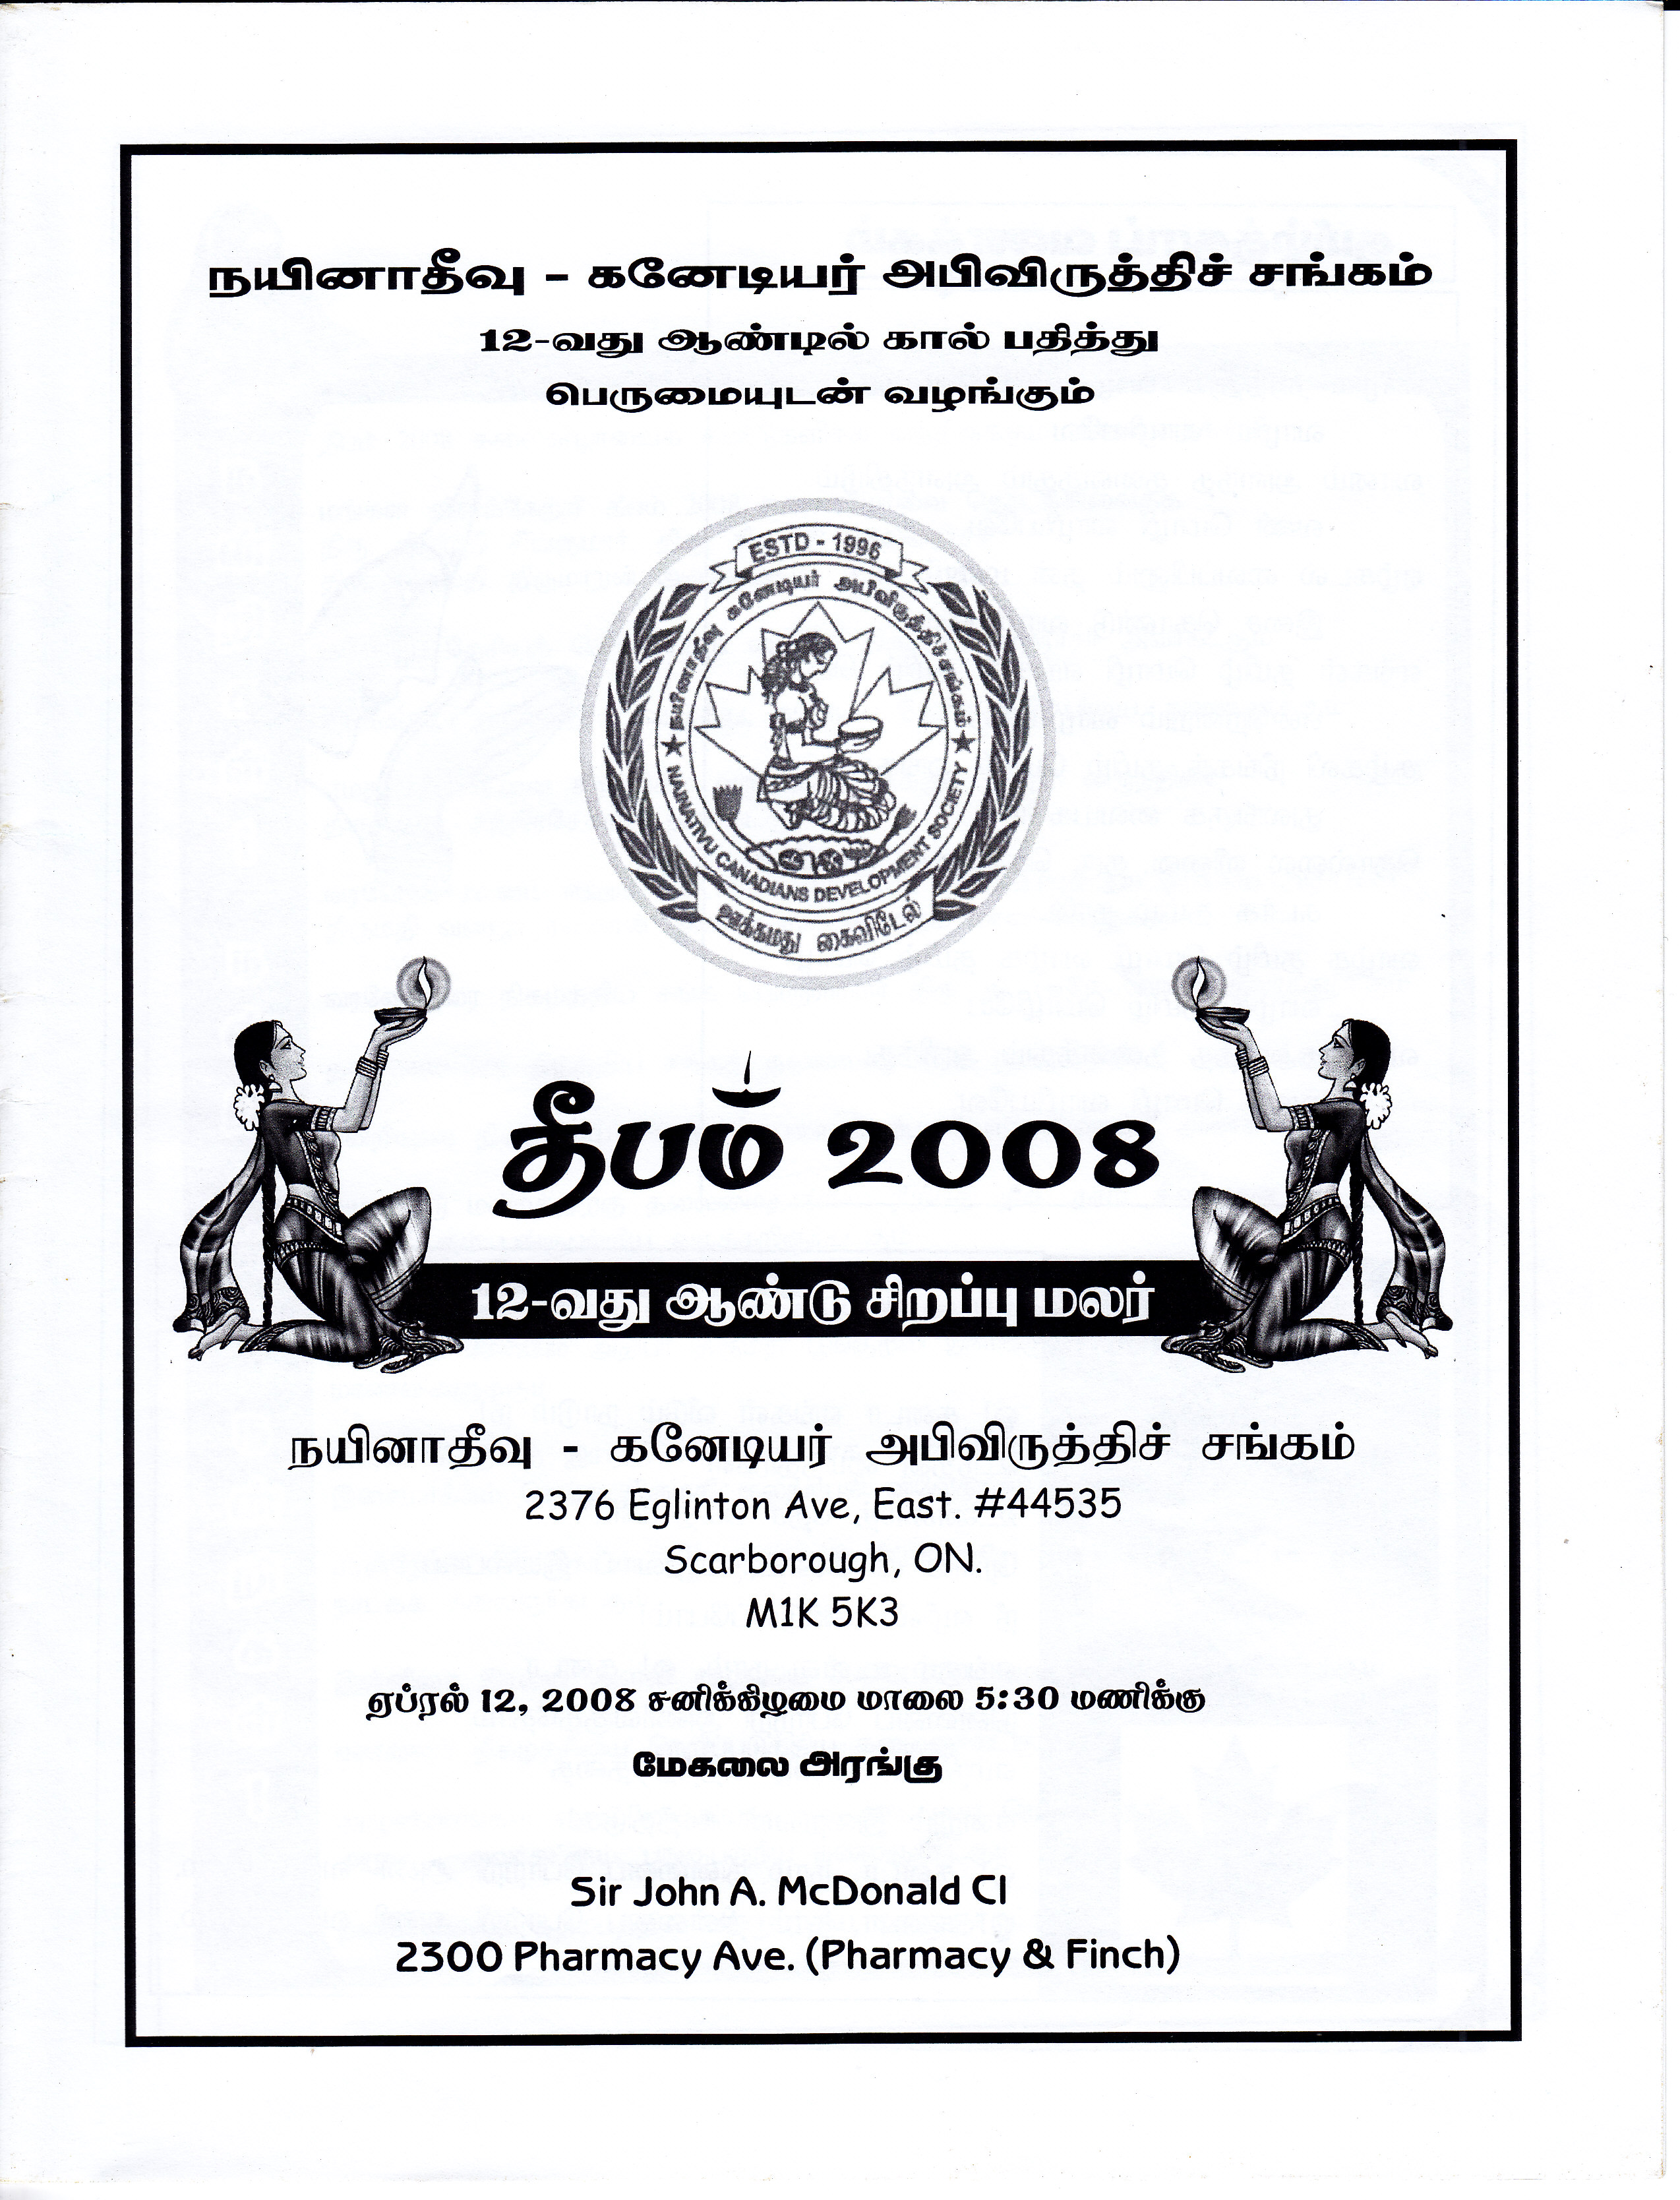 நயினாதீவு - கனேடியர் அபிவிருத்திச் சங்கம்
12-வது ஆண்டில் கால் பதித்து
பெருமையுடன் வழங்கும்
ESTD - 1996
நயினாதீவு கனேடியர் அபிவிருத்திச் சங்கம்
NAINATIVU CANADIANS DEVELOPMENT SOCIETY
ஊக்கமது கைவிடேல்
தீபம் 2008
12-வது ஆண்டு சிறப்பு மலர்
நயினாதீவு - கனேடியர் அபிவிருத்திச் சங்கம்
2376 Eglinton Ave, East. #44535
Scarborough, ON.
M1K 5K3
ஏப்ரல் 12, 2008 சனிக்கிழமை மாலை 5:30 மணிக்கு
மேகலை அரங்கு
Sir John A. McDonald CI
2300 Pharmacy Ave. (Pharmacy & Finch)